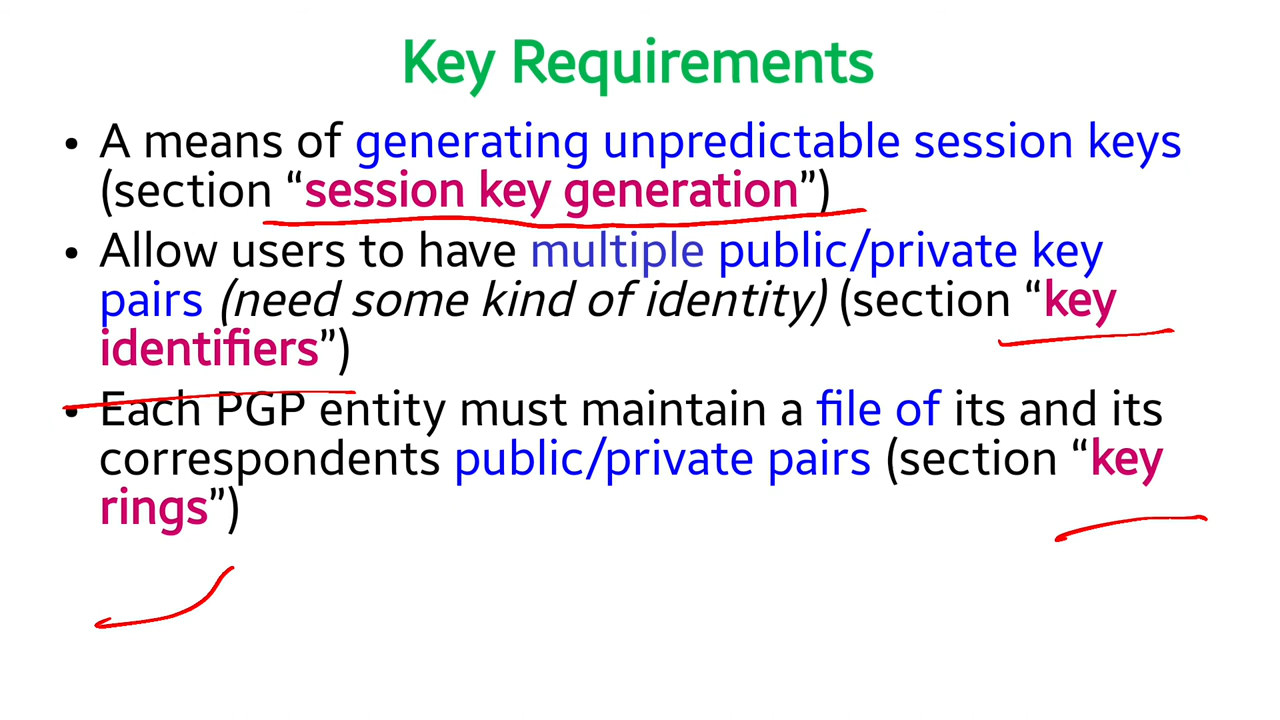 Key Requirements
• A means of generating unpredictable session keys
(section “session key generation”)
• Allow users to have multiple public/private key
pairs (need some kind of identity) (section “key
identifiers”)
• Each PGP entity must maintain a file of its and its
correspondents public/private pairs (section “key
rings”)